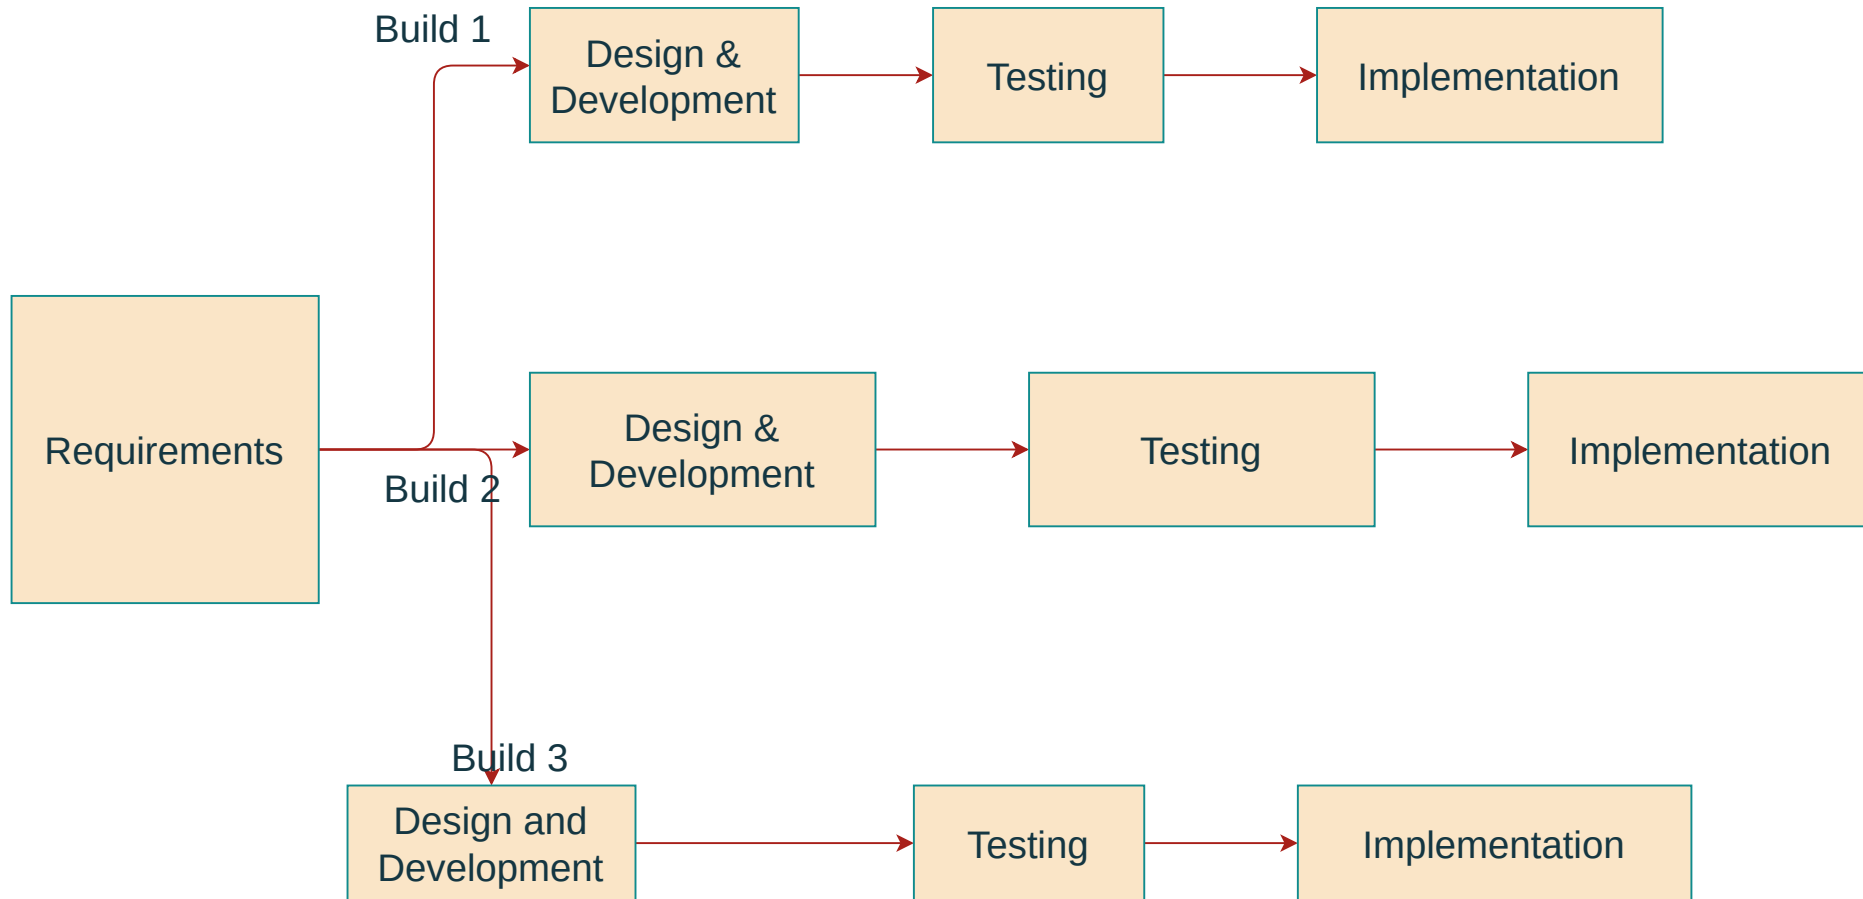 Build 1
Design &
Development
Testing
Implementation
Requirements
Build 2
Design &
Development
Testing
Implementation
Build 3
Design and
Development
Testing
Implementation